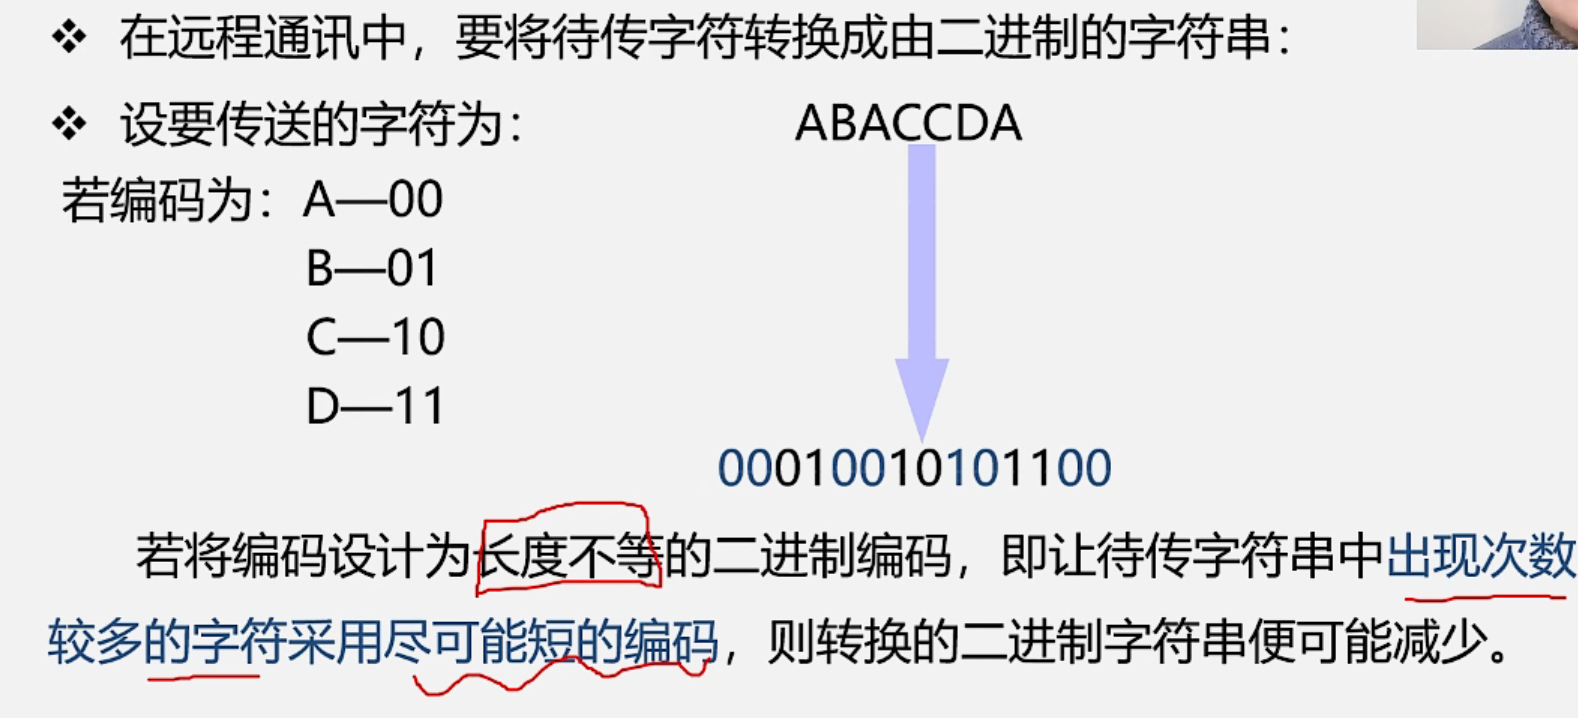 ❖ 在远程通讯中，要将待传字符转换成由二进制的字符串：
❖ 设要传送的字符为： ABACCDA
若编码为：A—00
B—01
C—10
D—11
00010010101100
若将编码设计为长度不等的二进制编码，即让待传字符串中出现次数
较多的字符采用尽可能短的编码，则转换的二进制字符串便可能减少。